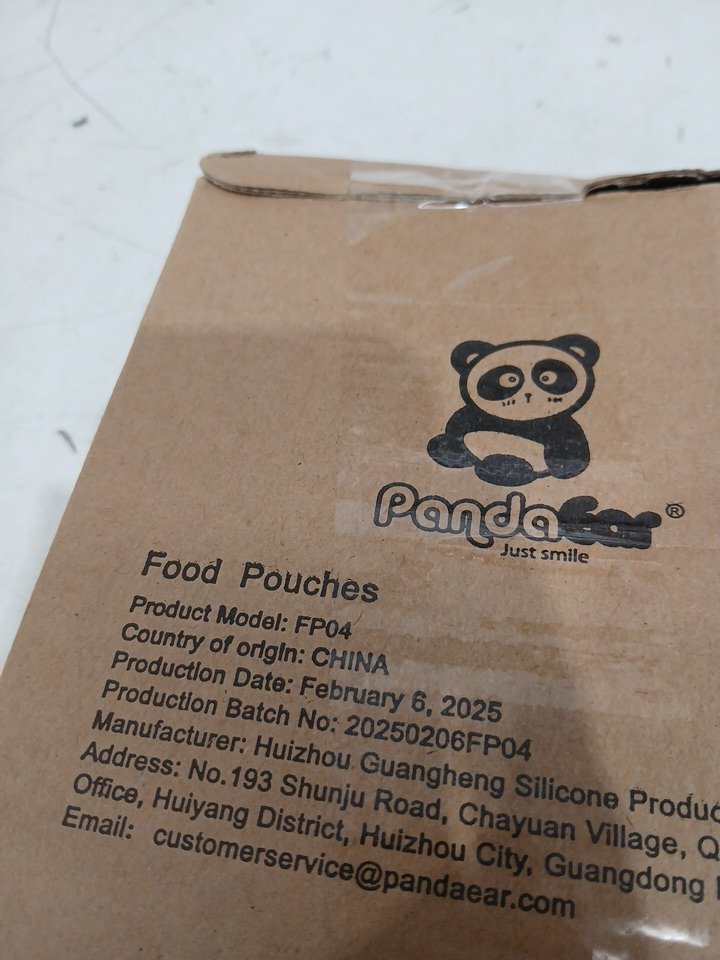 PandaEar®
Just smile
Food Pouches
Product Model: FP04
Country of origin: CHINA
Production Date: February 6, 2025
Production Batch No: 20250206FP04
Manufacturer: Huizhou Guangheng Silicone Produc
Address: No.193 Shunju Road, Chayuan Village, Q
Office, Huiyang District, Huizhou City, Guangdong
Email: customerservice@pandaear.com